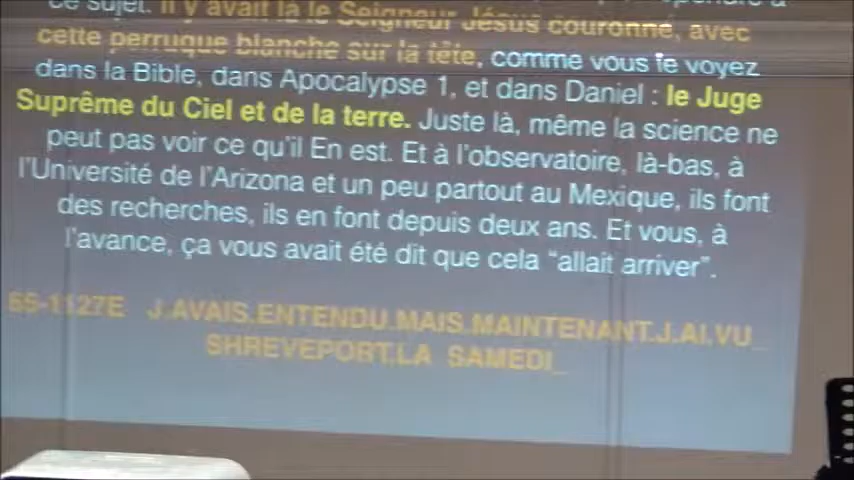 ce sujet. Il y avait là le Seigneur Jésus couronné, avec
cette perruque blanche sur la tête, comme vous le voyez
dans la Bible, dans Apocalypse 1, et dans Daniel : le Juge
Suprême du Ciel et de la terre. Juste là, même la science ne
peut pas voir ce qu'il En est. Et à l'observatoire, là-bas, à
l'Université de l'Arizona et un peu partout au Mexique, ils font
des recherches, ils en font depuis deux ans. Et vous, à
l'avance, ça vous avait été dit que cela “allait arriver”.
65-1127E J.AVAIS.ENTENDU.MAIS.MAINTENANT.J.AI.VU_
SHREVEPORT.LA SAMEDI_